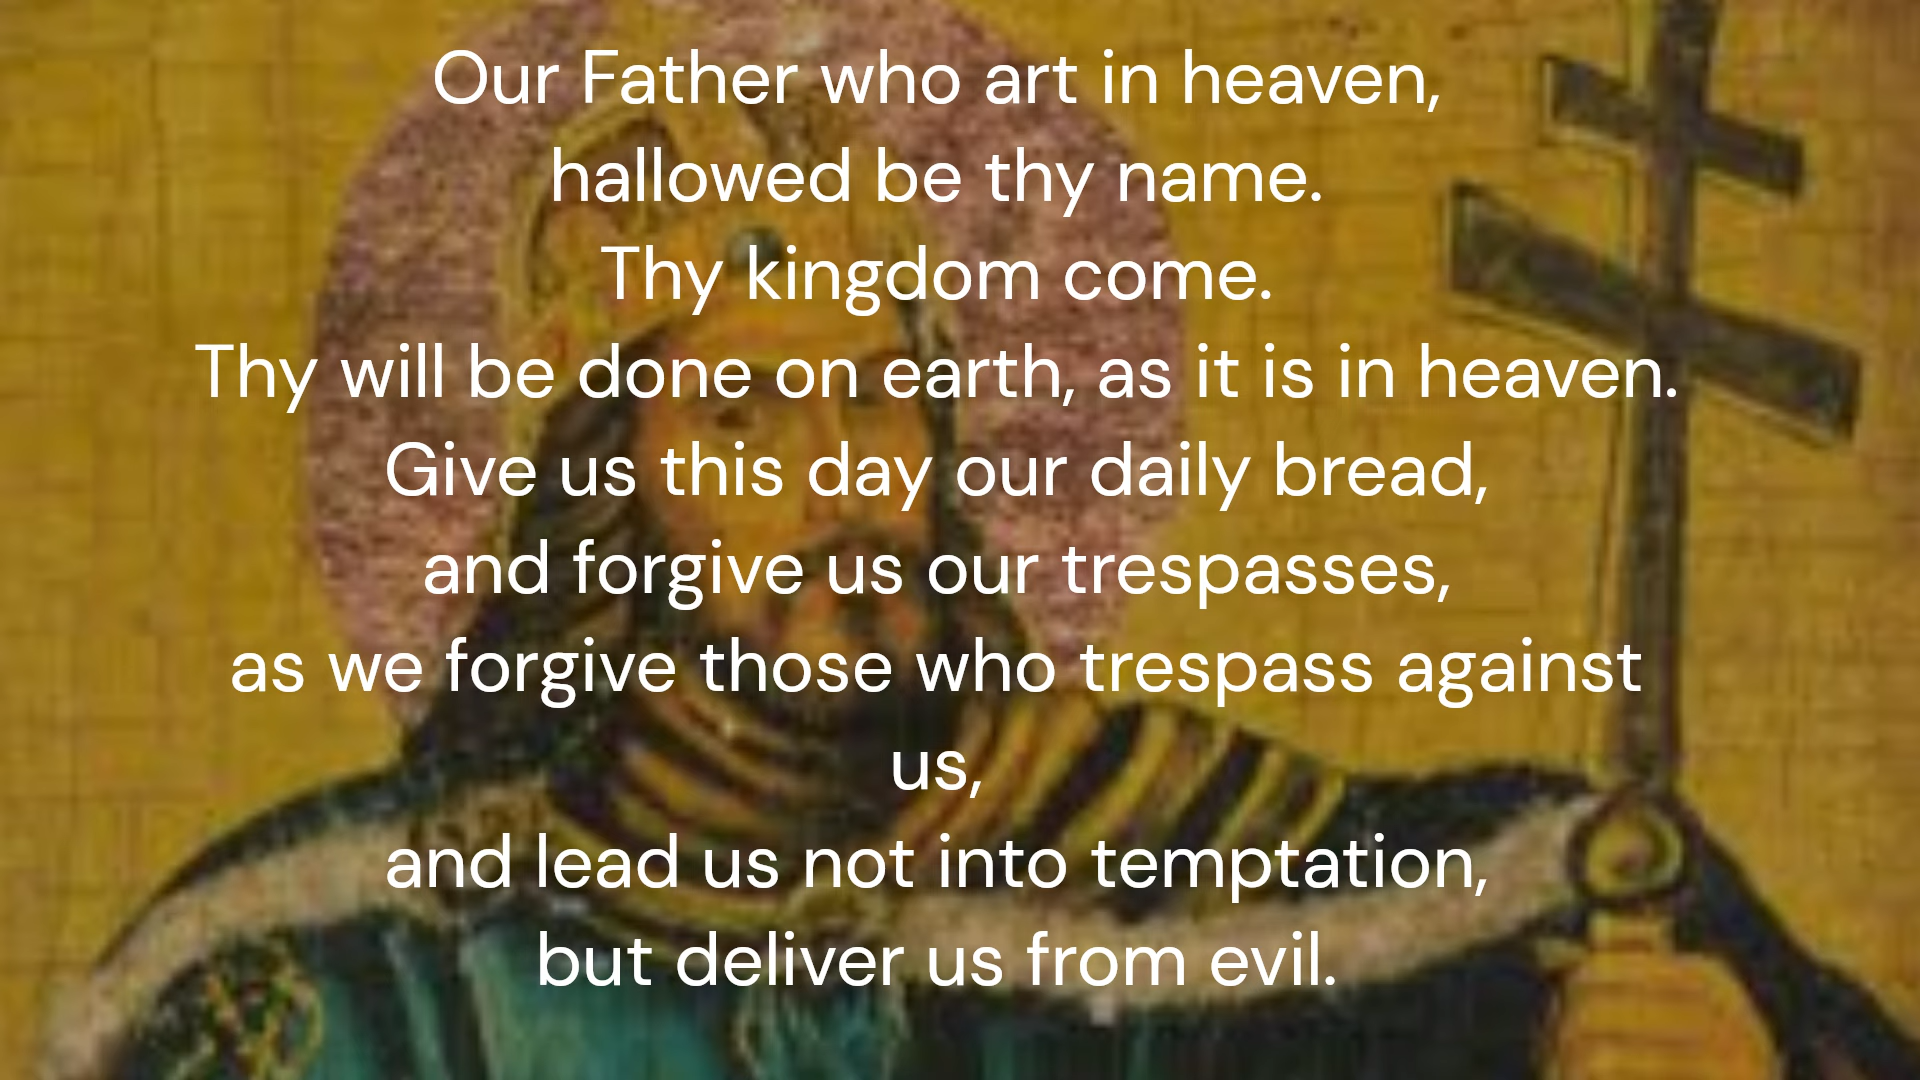 Our Father who art in heaven,
hallowed be thy name.
Thy kingdom come.
Thy will be done on earth, as it is in heaven.
Give us this day our daily bread,
and forgive us our trespasses,
as we forgive those who trespass against
us,
and lead us not into temptation,
but deliver us from evil.